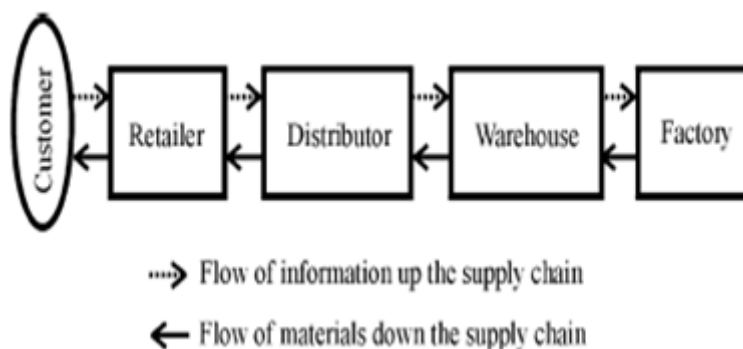 Customer
Retailer
Distributor
Warehouse
Factory
Flow of information up the supply chain
Flow of materials down the supply chain